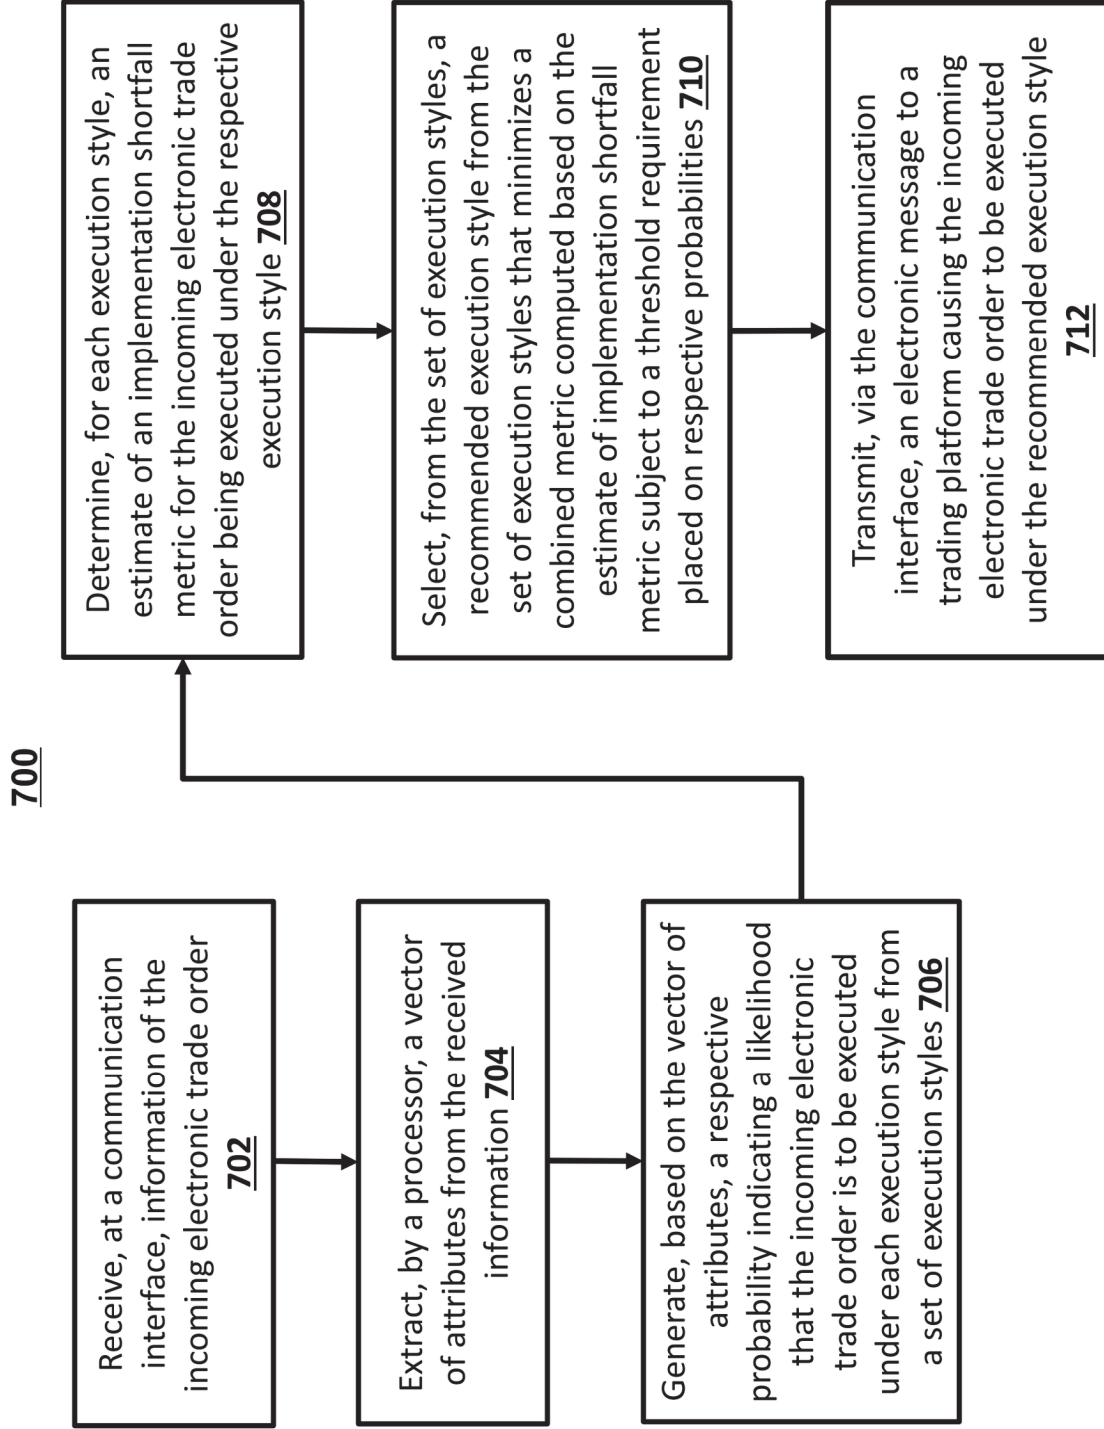 700
Receive, at a communication
interface, information of the
incoming electronic trade order
702
Extract, by a processor, a vector
of attributes from the received
information 704
Generate, based on the vector of
attributes, a respective
probability indicating a likelihood
that the incoming electronic
trade order is to be executed
under each execution style from
a set of execution styles 706
Determine, for each execution style, an
estimate of an implementation shortfall
metric for the incoming electronic trade
order being executed under the respective
execution style 708
Select, from the set of execution styles, a
recommended execution style from the
set of execution styles that minimizes a
combined metric computed based on the
estimate of implementation shortfall
metric subject to a threshold requirement
placed on respective probabilities 710
Transmit, via the communication
interface, an electronic message to a
trading platform causing the incoming
electronic trade order to be executed
under the recommended execution style
712